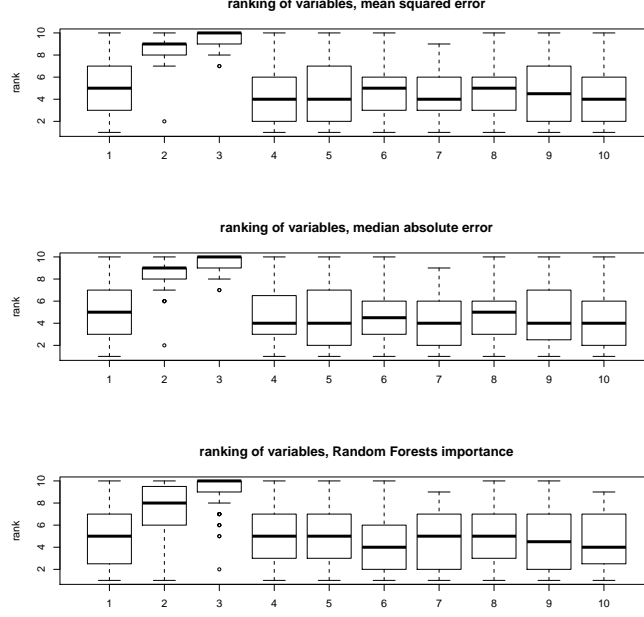 ranking of variables, mean squared error
rank
2 4 6 8 10
1 2 3 4 5 6 7 8 9 10
ranking of variables, median absolute error
rank
2 4 6 8 10
1 2 3 4 5 6 7 8 9 10
ranking of variables, Random Forests importance
rank
2 4 6 8 10
1 2 3 4 5 6 7 8 9 10